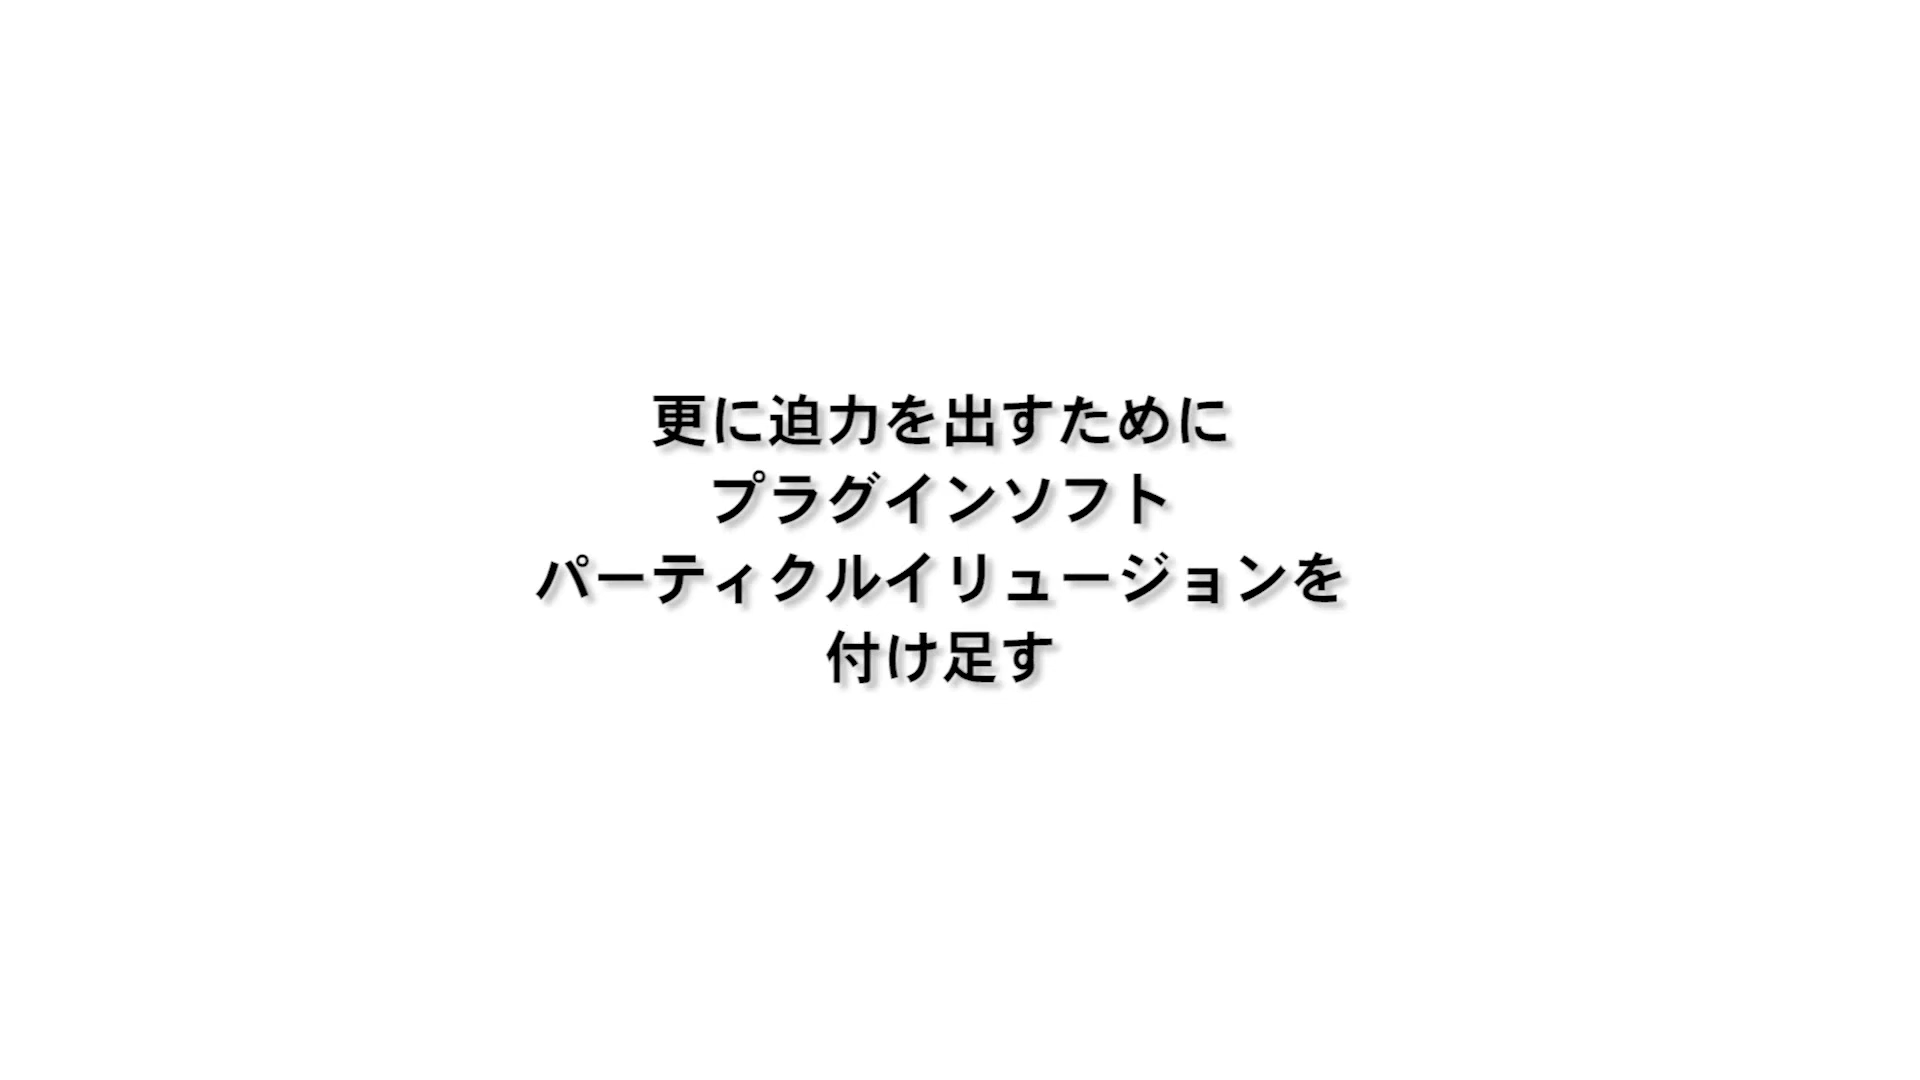 更に迫力を出すために
プラグインソフト
パーティクルイリュージョンを
付け足す